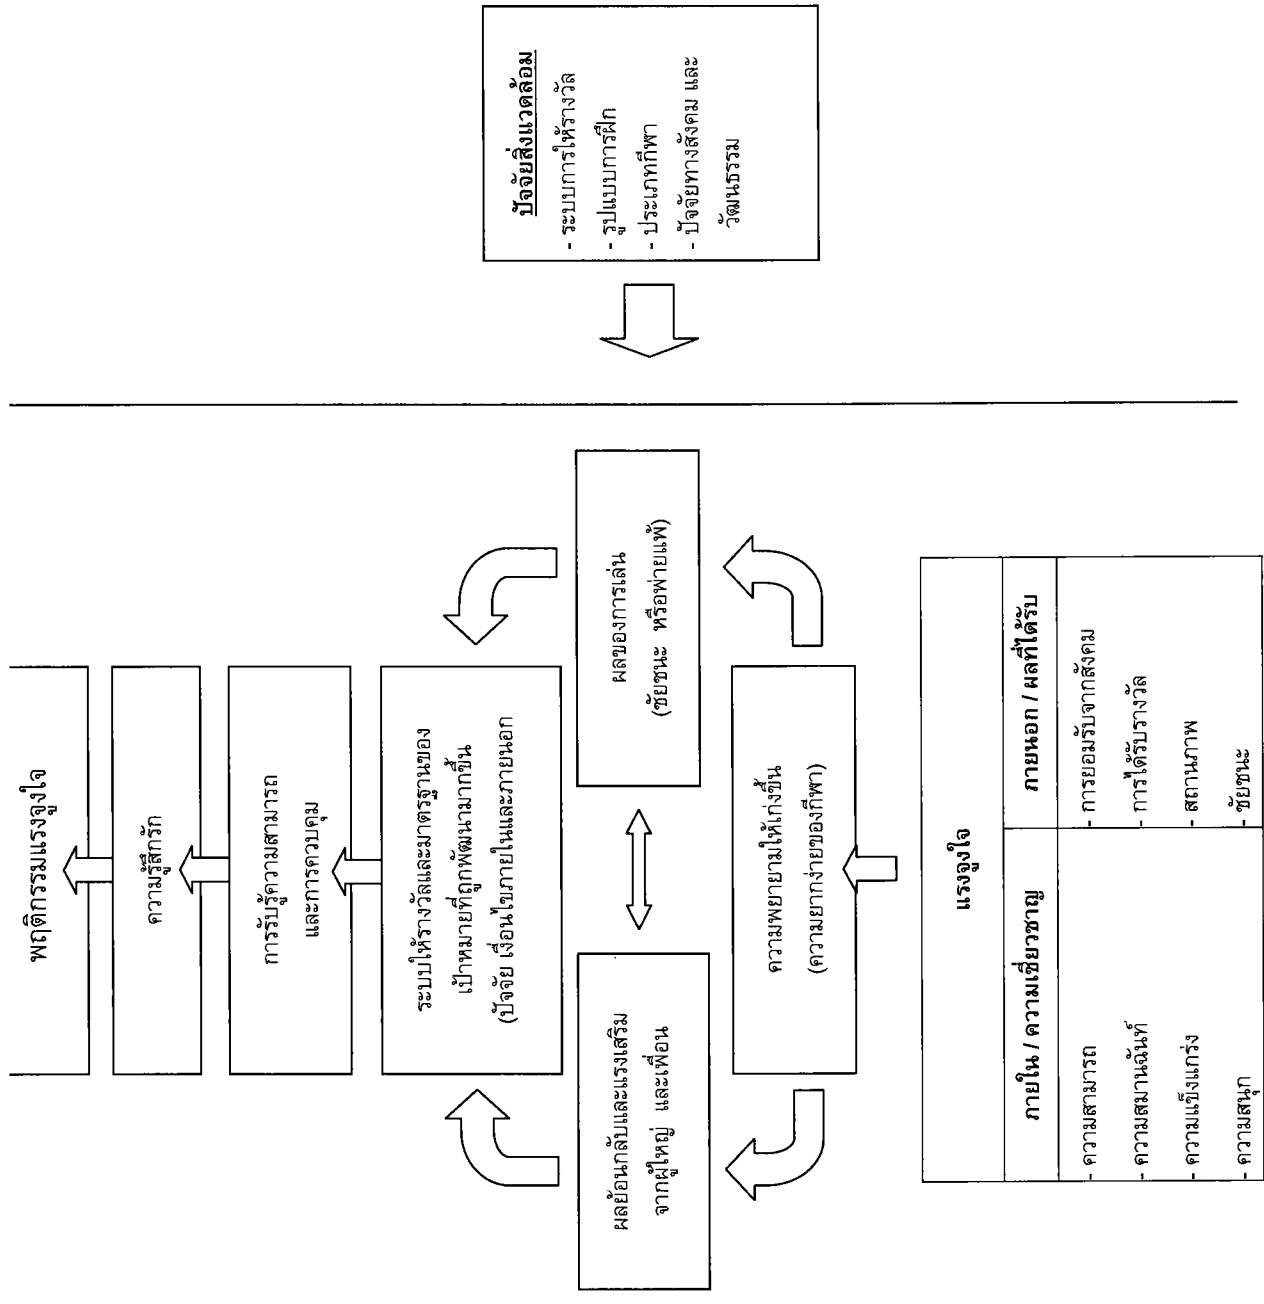 พฤติกรรมแรงจูงใจ
ความรู้สึกรัก
การรับรู้ความสามารถ
และการควบคุม
ระบบให้รางวัลและมาตรฐานของ
เป้าหมายที่ถูกพัฒนามากขึ้น
(ปัจจัย เงื่อนไขภายในและภายนอก
ผลย้อนกลับและแรงเสริม
จากผู้ใหญ่ และเพื่อน
ผลของการเล่น
(ชัยชนะ หรือพ่ายแพ้)
ความพยายามให้เก่งขึ้น
(ความยากง่ายของกีฬา)
แรงจูงใจ
ภายใน / ความเชี่ยวชาญ
- ความสามารถ
- ความสมานฉันท์
- ความแข็งแกร่ง
- ความสนุก
ภายนอก / ผลที่ได้รับ
- การยอมรับจากสังคม
- การได้รับรางวัล
- สถานภาพ
- ชัยชนะ
ปัจจัยสิ่งแวดล้อม
- ระบบการให้รางวัล
- รูปแบบการฝึก
- ประเภทกีฬา
- ปัจจัยทางสังคม และ
วัฒนธรรม